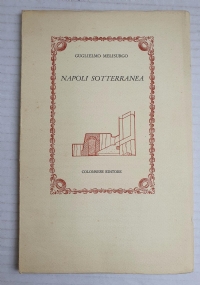 GUGLIELMO MELISURGO
NAPOLI SOTTERRANEA
COLONNESE EDITORE